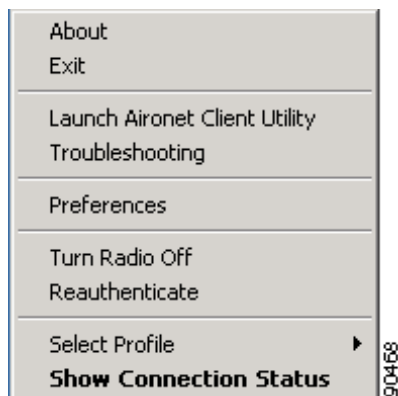 About
Exit
Launch Aironet Client Utility
Troubleshooting
Preferences
Turn Radio Off
Reauthenticate
Select Profile
Show Connection Status
90468